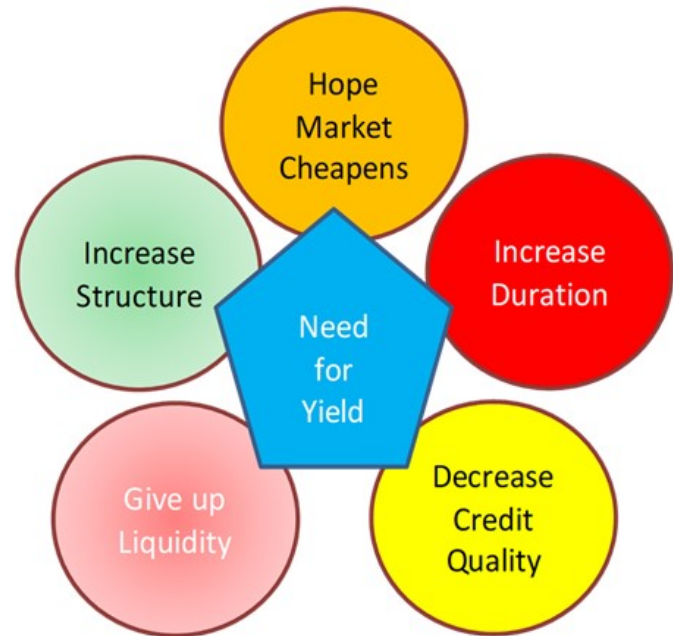 Hope
Market
Cheapens
Increase
Structure
Increase
Duration
Need
for
Yield
Give up
Liquidity
Decrease
Credit
Quality